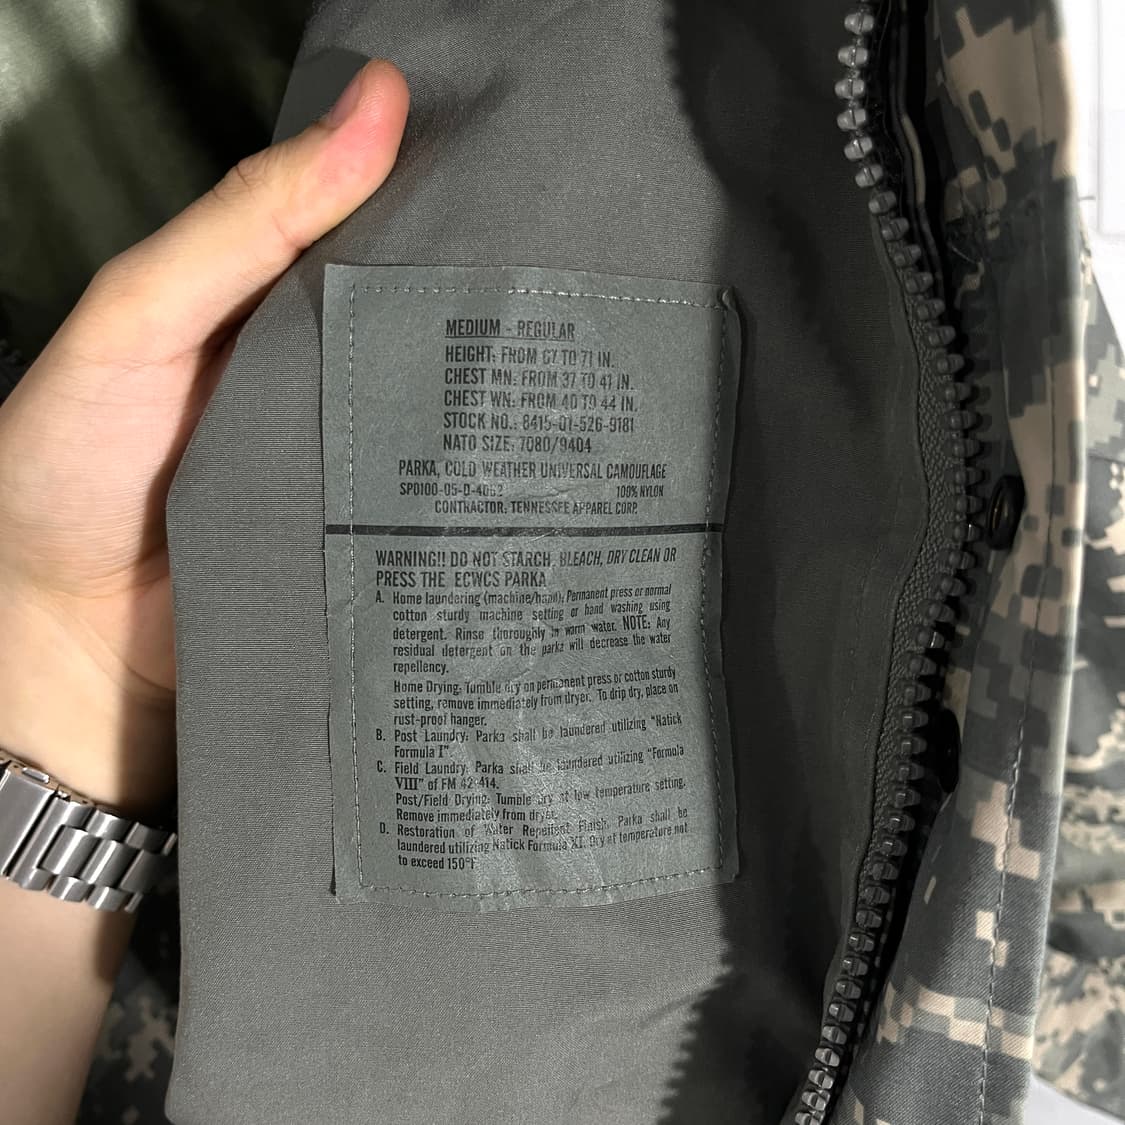 MEDIUM - REGULAR
HEIGHT: FROM 67 TO 71 IN.
CHEST MN: FROM 37 TO 41 IN.
CHEST WN: FROM 40 TO 44 IN.
STOCK NO.: 8415-01-526-9181
NATO SIZE: 7080/9404
PARKA, COLD WEATHER UNIVERSAL CAMOUFLAGE
100% NYLON
CONTRACTOR: TENNESSEE APPAREL CORP.
WARNING!! DO NOT STARCH, BLEACH, DRY CLEAN OR
PRESS THE ECWCS PARKA
A. Home laundering (machine/hand), Permanent press or normal
cotton sturdy machine setting or hand washing using
detergent. Rinse thoroughly in warm water. NOTE: Any
residual detergent on the parka will decrease the water
repellency.
Home Drying: Tumble dry on permanent press or cotton sturdy
setting, remove immediately from dryer. To drip dry, place on
rust-proof hanger.
B. Post Laundry: Parka shall be laundered utilizing "Natick
Formula I".
C. Field Laundry: Parka shall be laundered utilizing "Formula
VIII" of FM 42-414.
Post/Field Drying: Tumble dry at low temperature setting.
Remove immediately from dryer.
D. Restoration of Water Repellent Finish. Parka shall be
laundered utilizing Natick Formula XI. Dry at temperature not
to exceed 150°F.